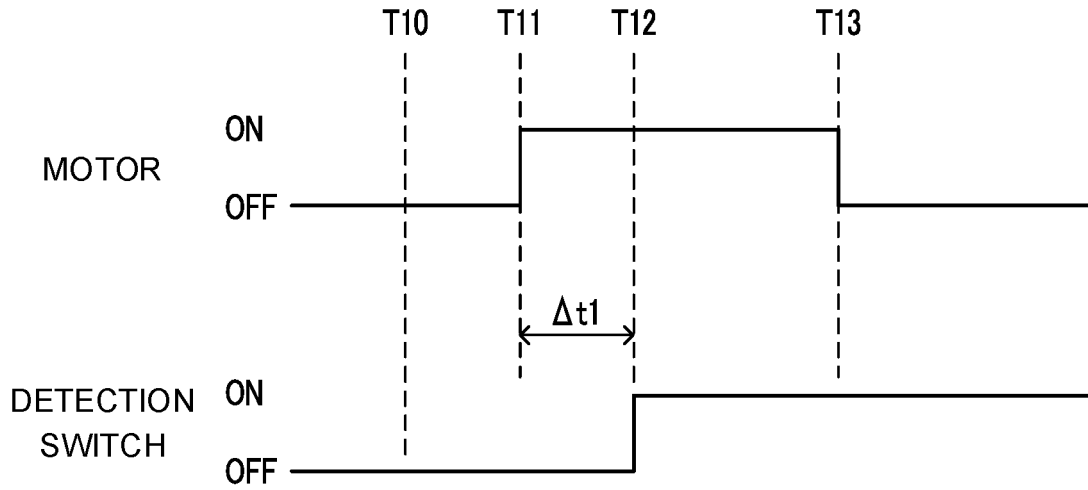 T10 T11 T12 T13
ON
MOTOR
OFF
Δt1
ON
DETECTION
SWITCH
OFF